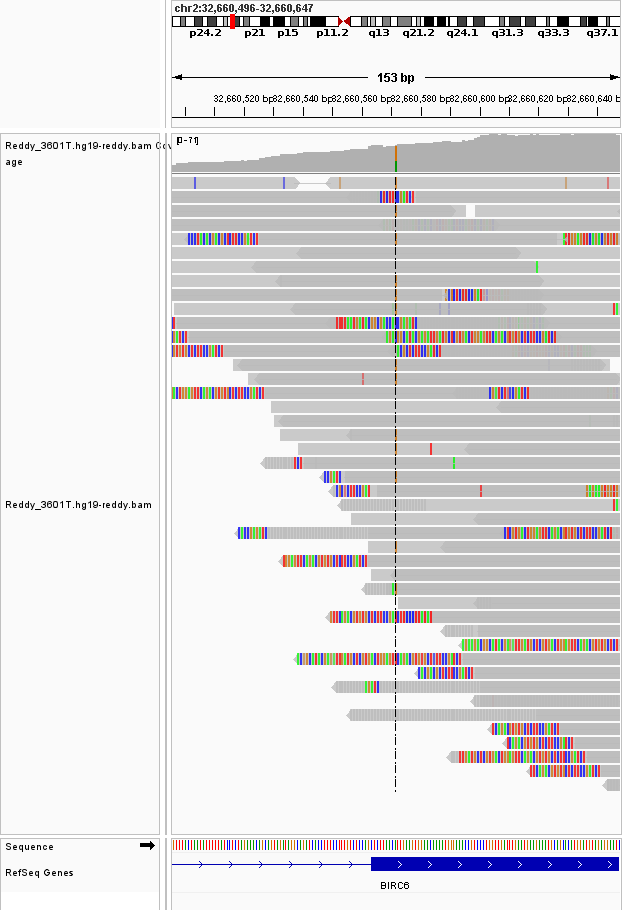 chr2:32,660,496-32,660,647
p24.2 p21 p15 p11.2 q13 q21.2 q24.1 q31.3 q33.3 q37.1
153 bp
32,660,520 bp 32,660,540 bp 32,660,560 bp 32,660,580 bp 32,660,600 bp 32,660,620 bp 32,660,640 b
Reddy_3601T.hg19-reddy.bam Cov
age
[0-71]
Reddy_3601T.hg19-reddy.bam
Sequence
RefSeq Genes
BIRC6